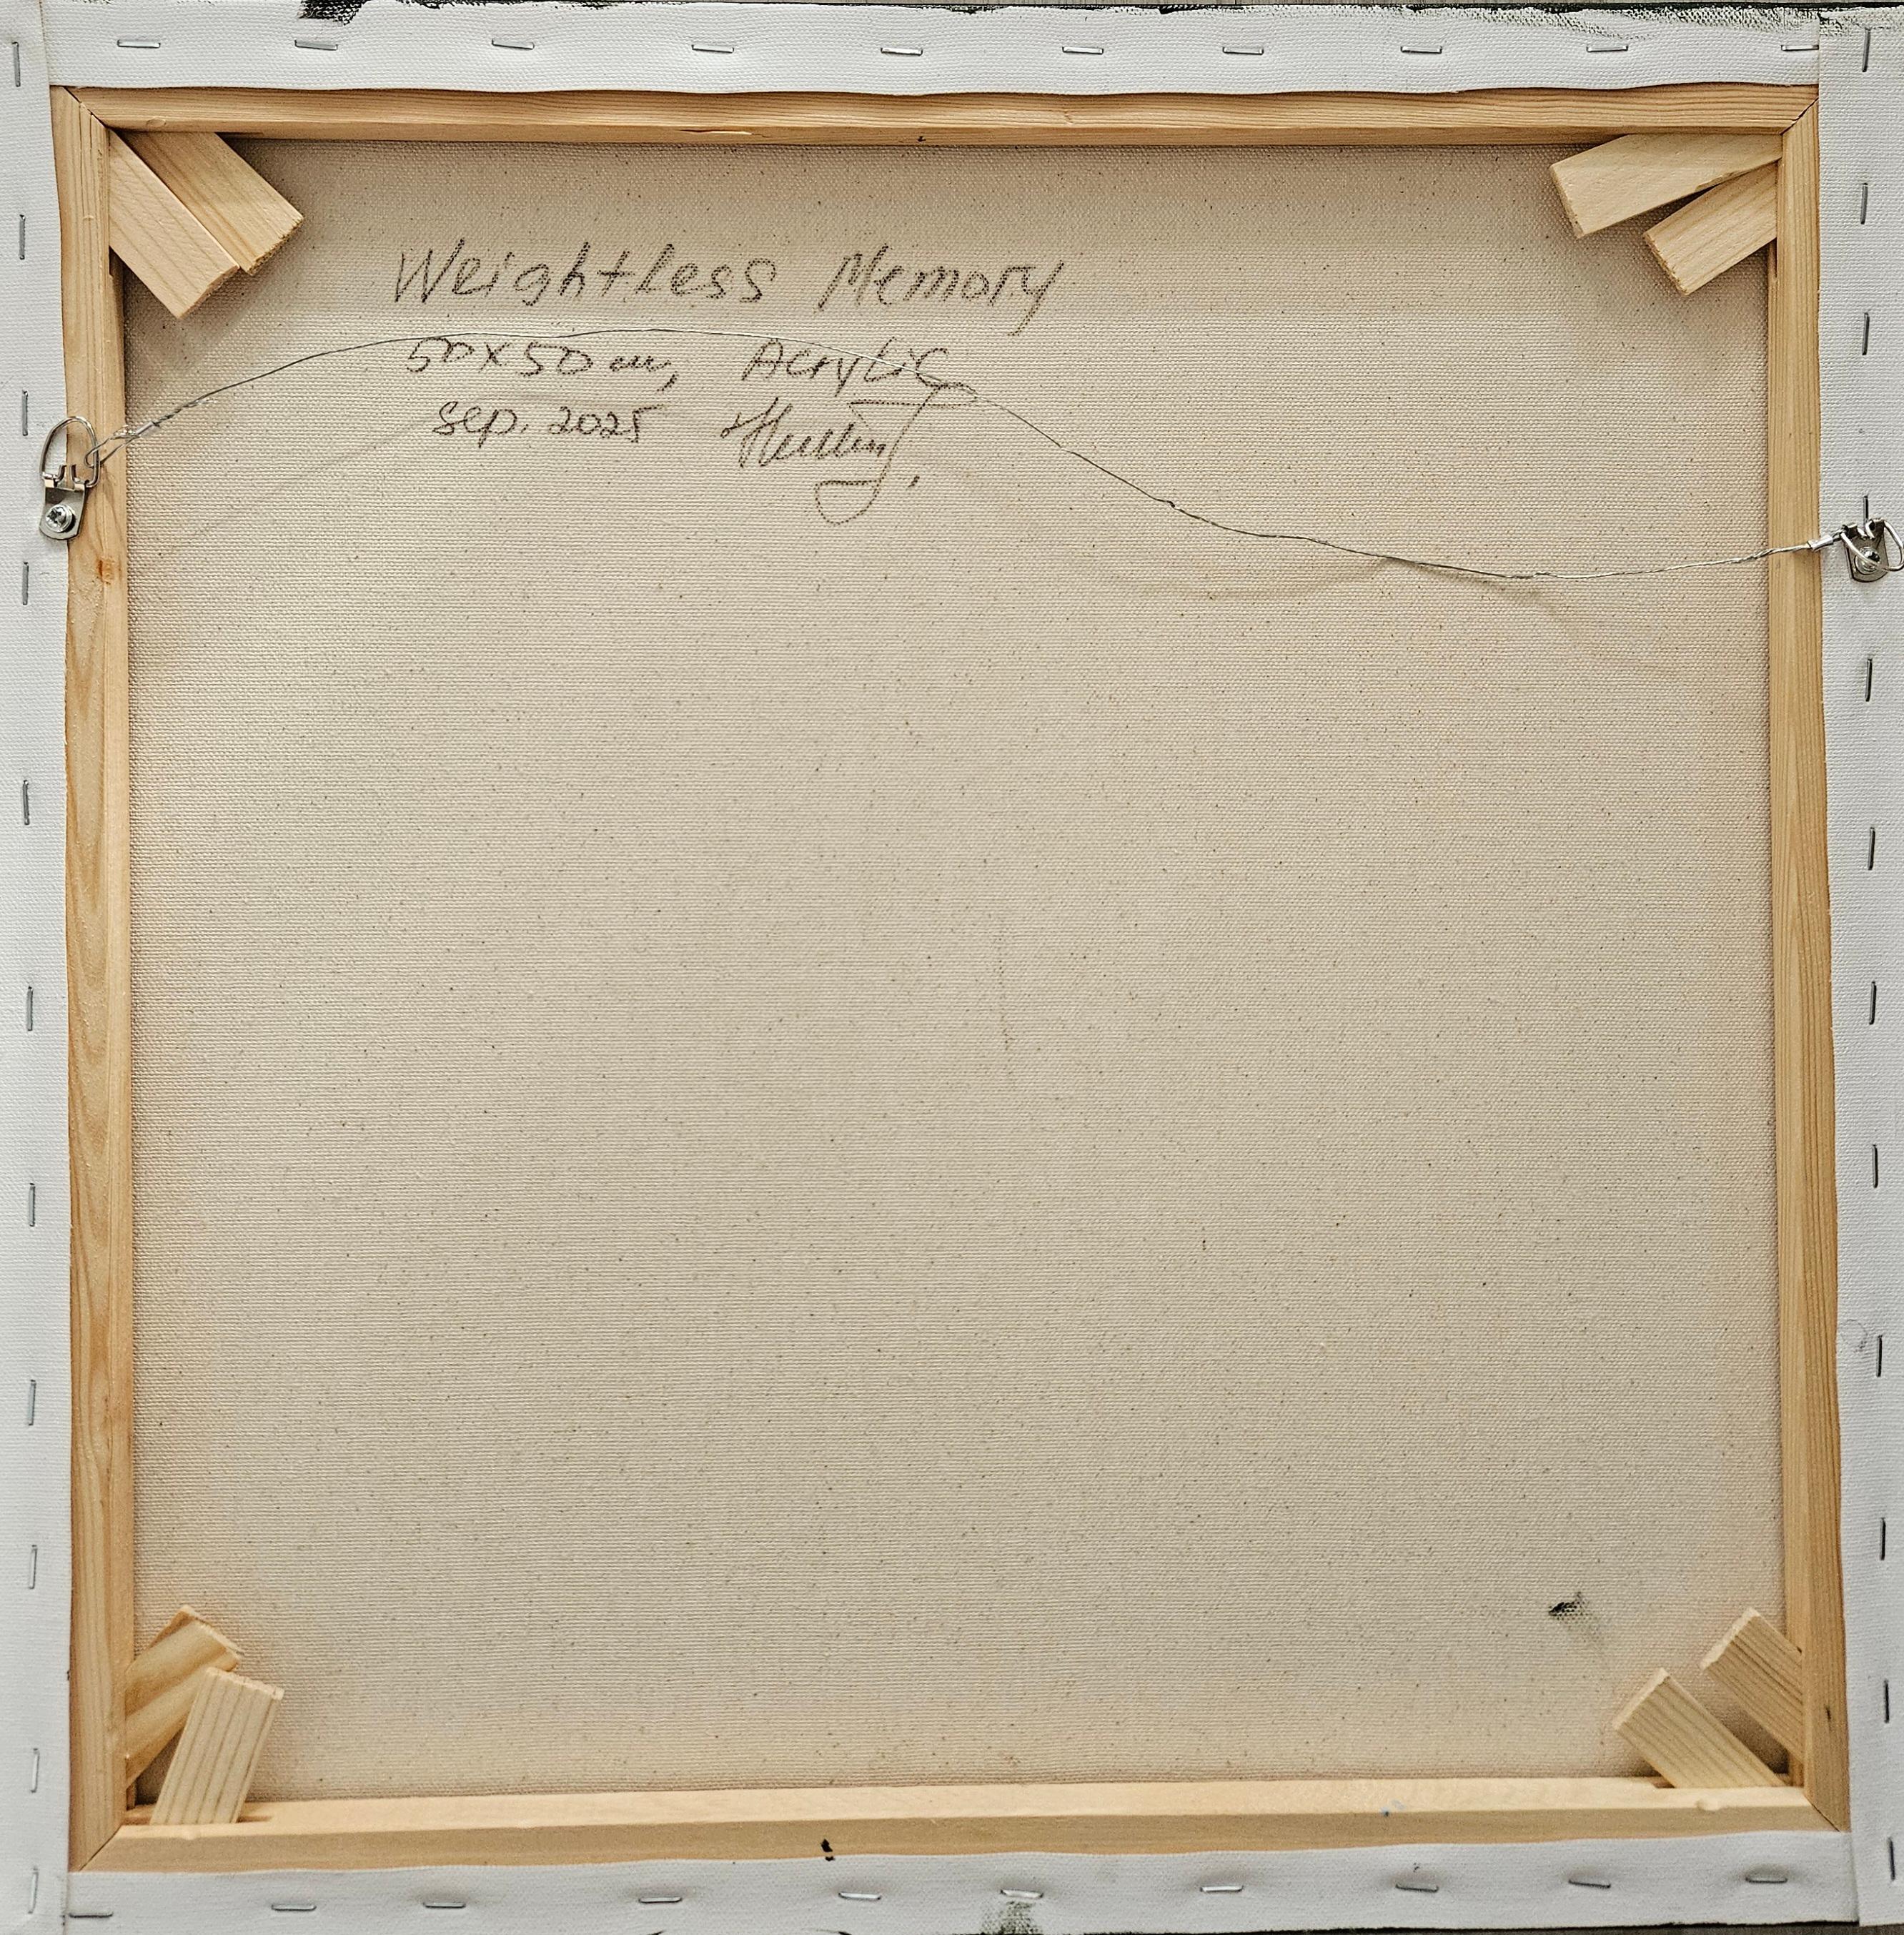 Weightless Memory
50x50 cm, Acrylic
sep. 2025